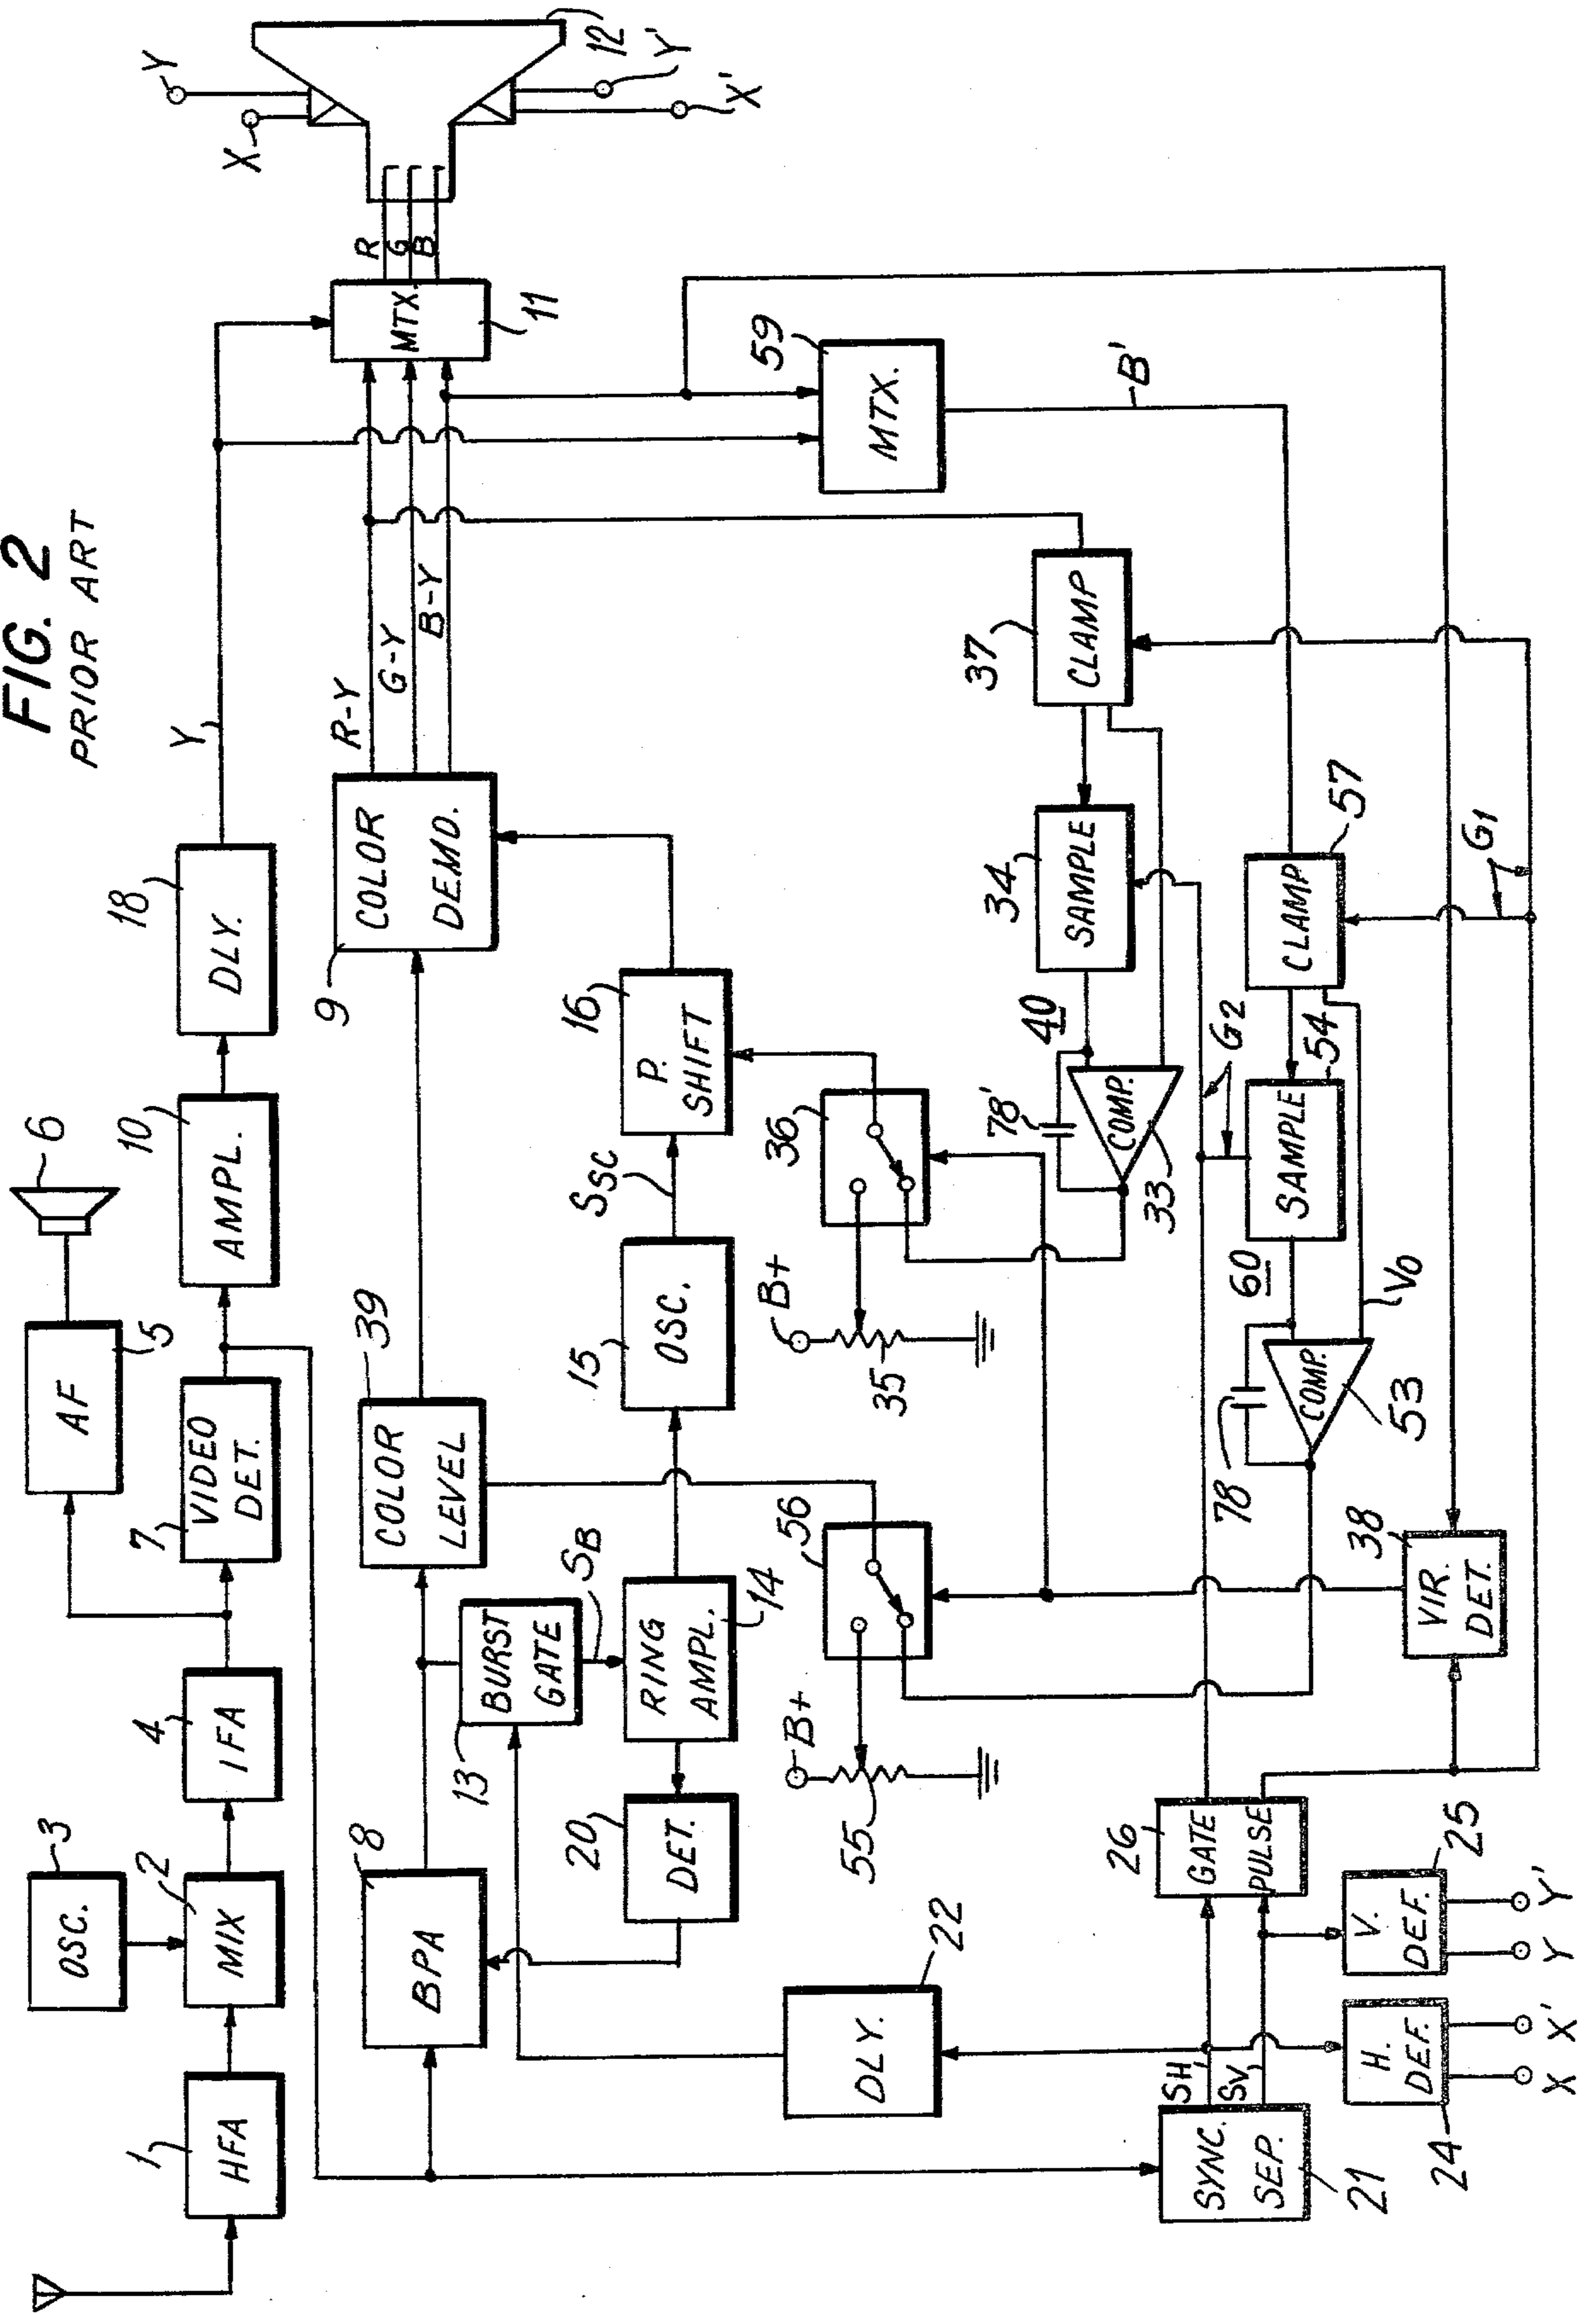 FIG. 2
PRIOR ART
1
HFA
OSC.
3
MIX
2
IFA
4
AF
5
6
VIDEO
DET.
7
AMPL.
10
DLY.
18
Y
BPA
8
BURST
GATE
13
SB
COLOR
LEVEL
39
COLOR
DEMO.
9
R-Y
G-Y
B-Y
MTX.
11
R
G
B
X
Y
12
Y'
X'
DET.
20
RING
AMPL.
14
OSC.
15
SSC
P.
SHIFT
16
MTX.
59
B'
DLY.
22
B+
55
56
B+
35
36
78'
COMP.
33
40
SAMPLE
34
CLAMP
37
SYNC.
SEP.
21
SH
SV
GATE
PULSE
26
H.
DEF.
24
X
X'
V.
DEF.
25
Y
Y'
VIR.
DET.
38
78
COMP.
53
60
V0
SAMPLE
54
G2
CLAMP
57
G1